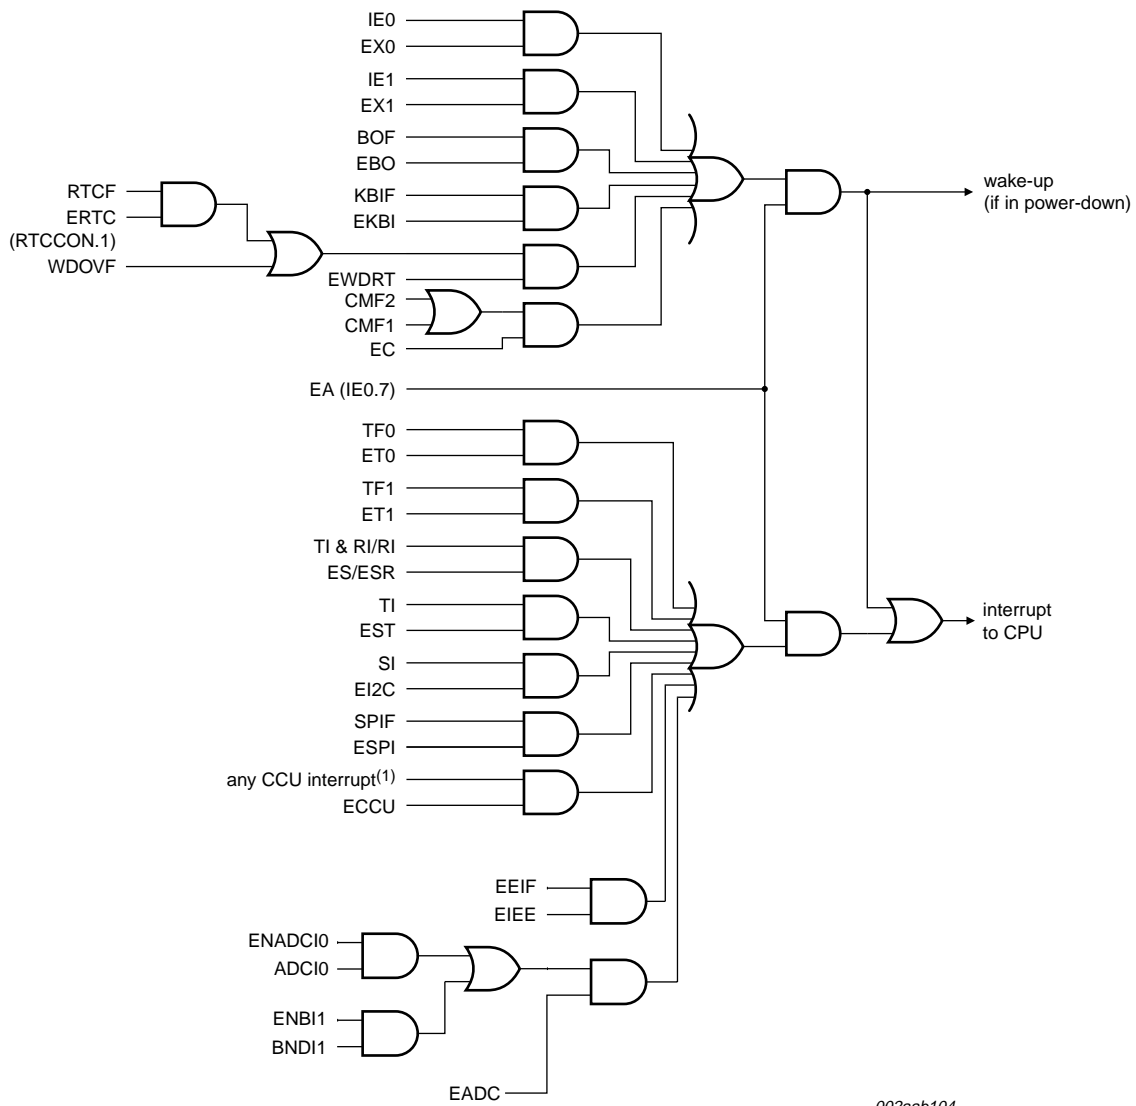 IE0
EX0
IE1
EX1
BOF
EBO
KBIF
EKBI
RTCF
ERTC
(RTCCON.1)
WDOVF
EWDRT
CMF2
CMF1
EC
wake-up
(if in power-down)
EA (IE0.7)
TF0
ET0
TF1
ET1
TI & RI/RI
ES/ESR
TI
EST
SI
EI2C
SPIF
ESPI
any CCU interrupt(1)
ECCU
interrupt
to CPU
EEIF
EIEE
ENADCI0
ADCI0
ENBI1
BNDI1
EADC